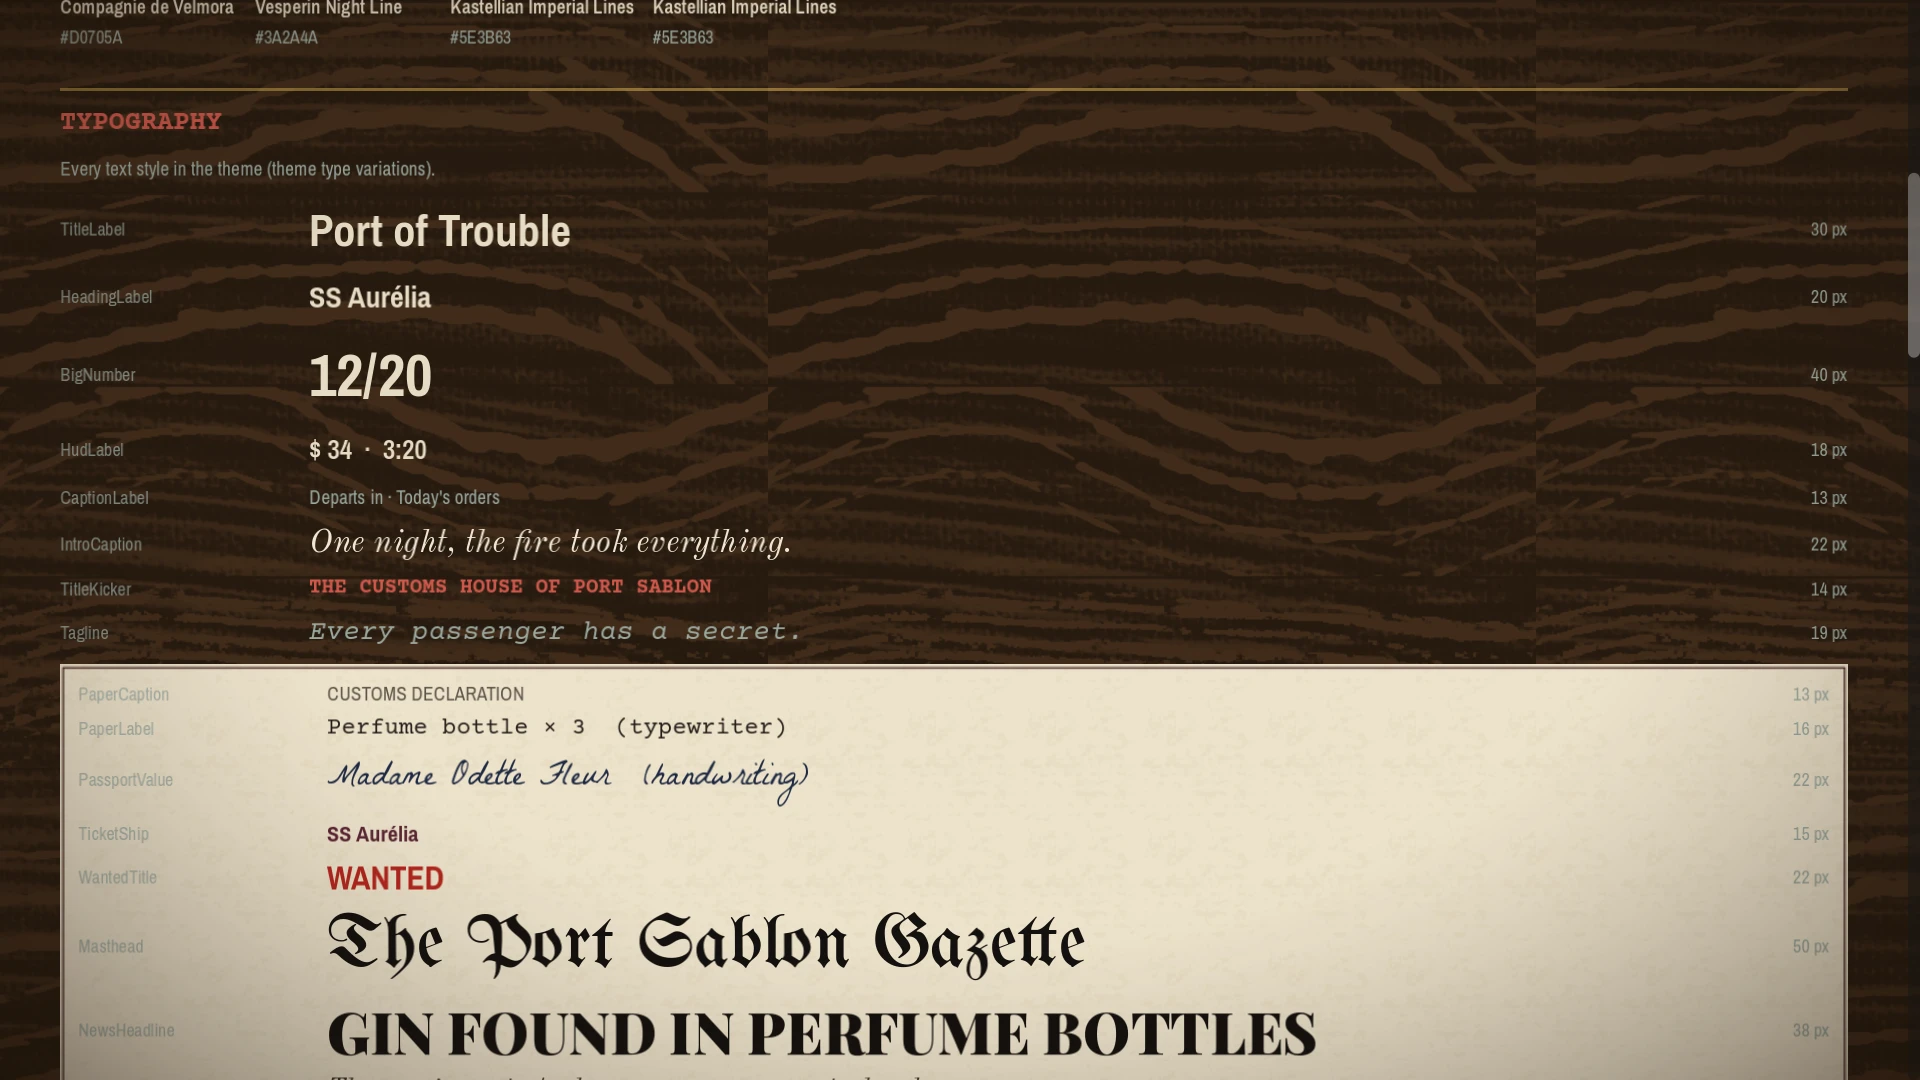 Compagnie de Velmora Vesperin Night Line Kastellian Imperial Lines Kastellian Imperial Lines
#D0705A #3A2A4A #5E3B63 #5E3B63
TYPOGRAPHY
Every text style in the theme (theme type variations).
TitleLabel Port of Trouble 30 px
HeadingLabel SS Aurélia 20 px
BigNumber 12/20 40 px
HudLabel $ 34 · 3:20 18 px
CaptionLabel Departs in · Today's orders 13 px
IntroCaption One night, the fire took everything. 22 px
TitleKicker THE CUSTOMS HOUSE OF PORT SABLON 14 px
Tagline Every passenger has a secret. 19 px
PaperCaption CUSTOMS DECLARATION 13 px
PaperLabel Perfume bottle × 3 (typewriter) 16 px
PassportValue Madame Odette Fleur (handwriting) 22 px
TicketShip SS Aurélia 15 px
WantedTitle WANTED 22 px
Masthead The Port Sablon Gazette 50 px
NewsHeadline GIN FOUND IN PERFUME BOTTLES 38 px